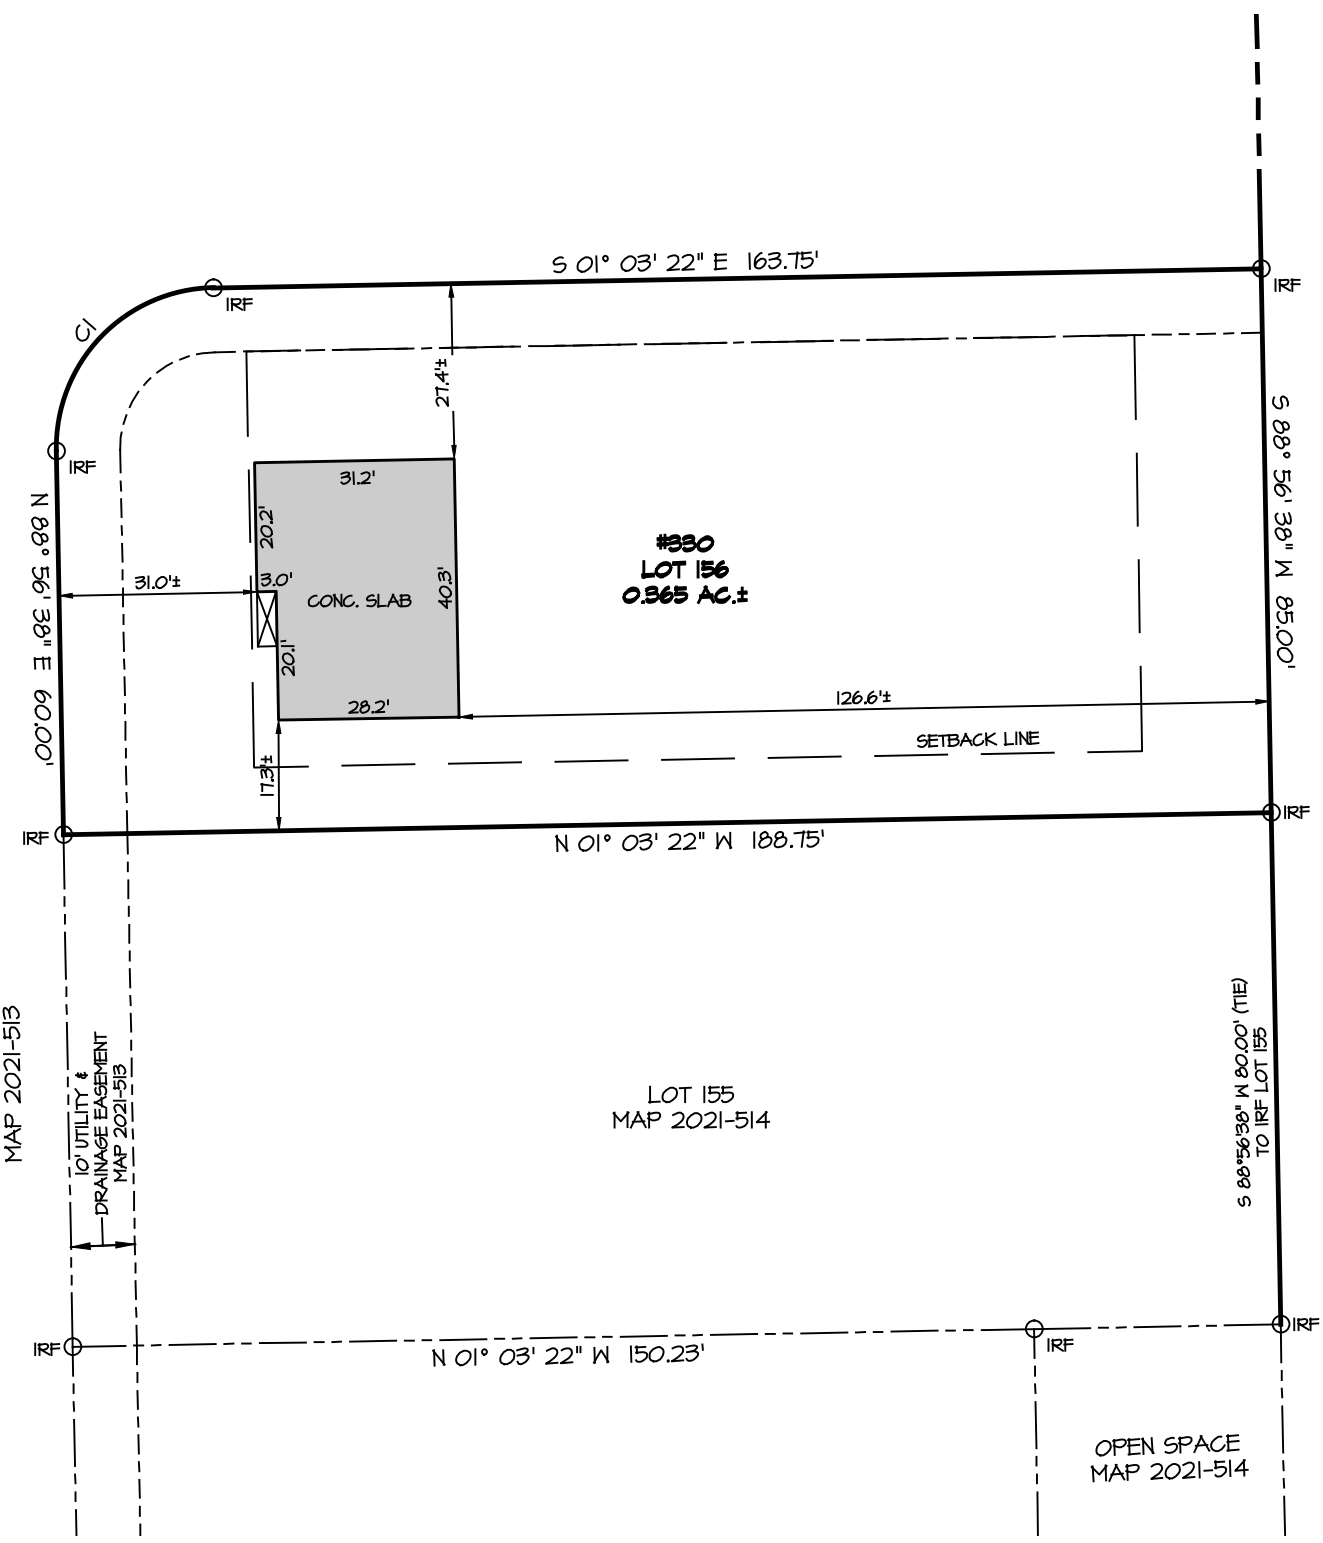 S 01° 03' 22" E 163.75'
IRF
IRF
C1
27.4'±
IRF
S 88° 56' 38" W 85.00'
N 88° 56' 38" E 60.00'
31.2'
20.2'
#330
LOT 156
0.365 AC.±
31.0'±
3.0'
CONC. SLAB
40.3'
20.1'
28.2'
126.6'±
SETBACK LINE
17.3'±
IRF
IRF
N 01° 03' 22" W 188.75'
MAP 2021-513
10' UTILITY &
DRAINAGE EASEMENT
MAP 2021-513
LOT 155
MAP 2021-514
S 88°56'38" W 80.00' (TIE)
TO IRF LOT 155
IRF
N 01° 03' 22" W 150.23'
IRF
IRF
OPEN SPACE
MAP 2021-514